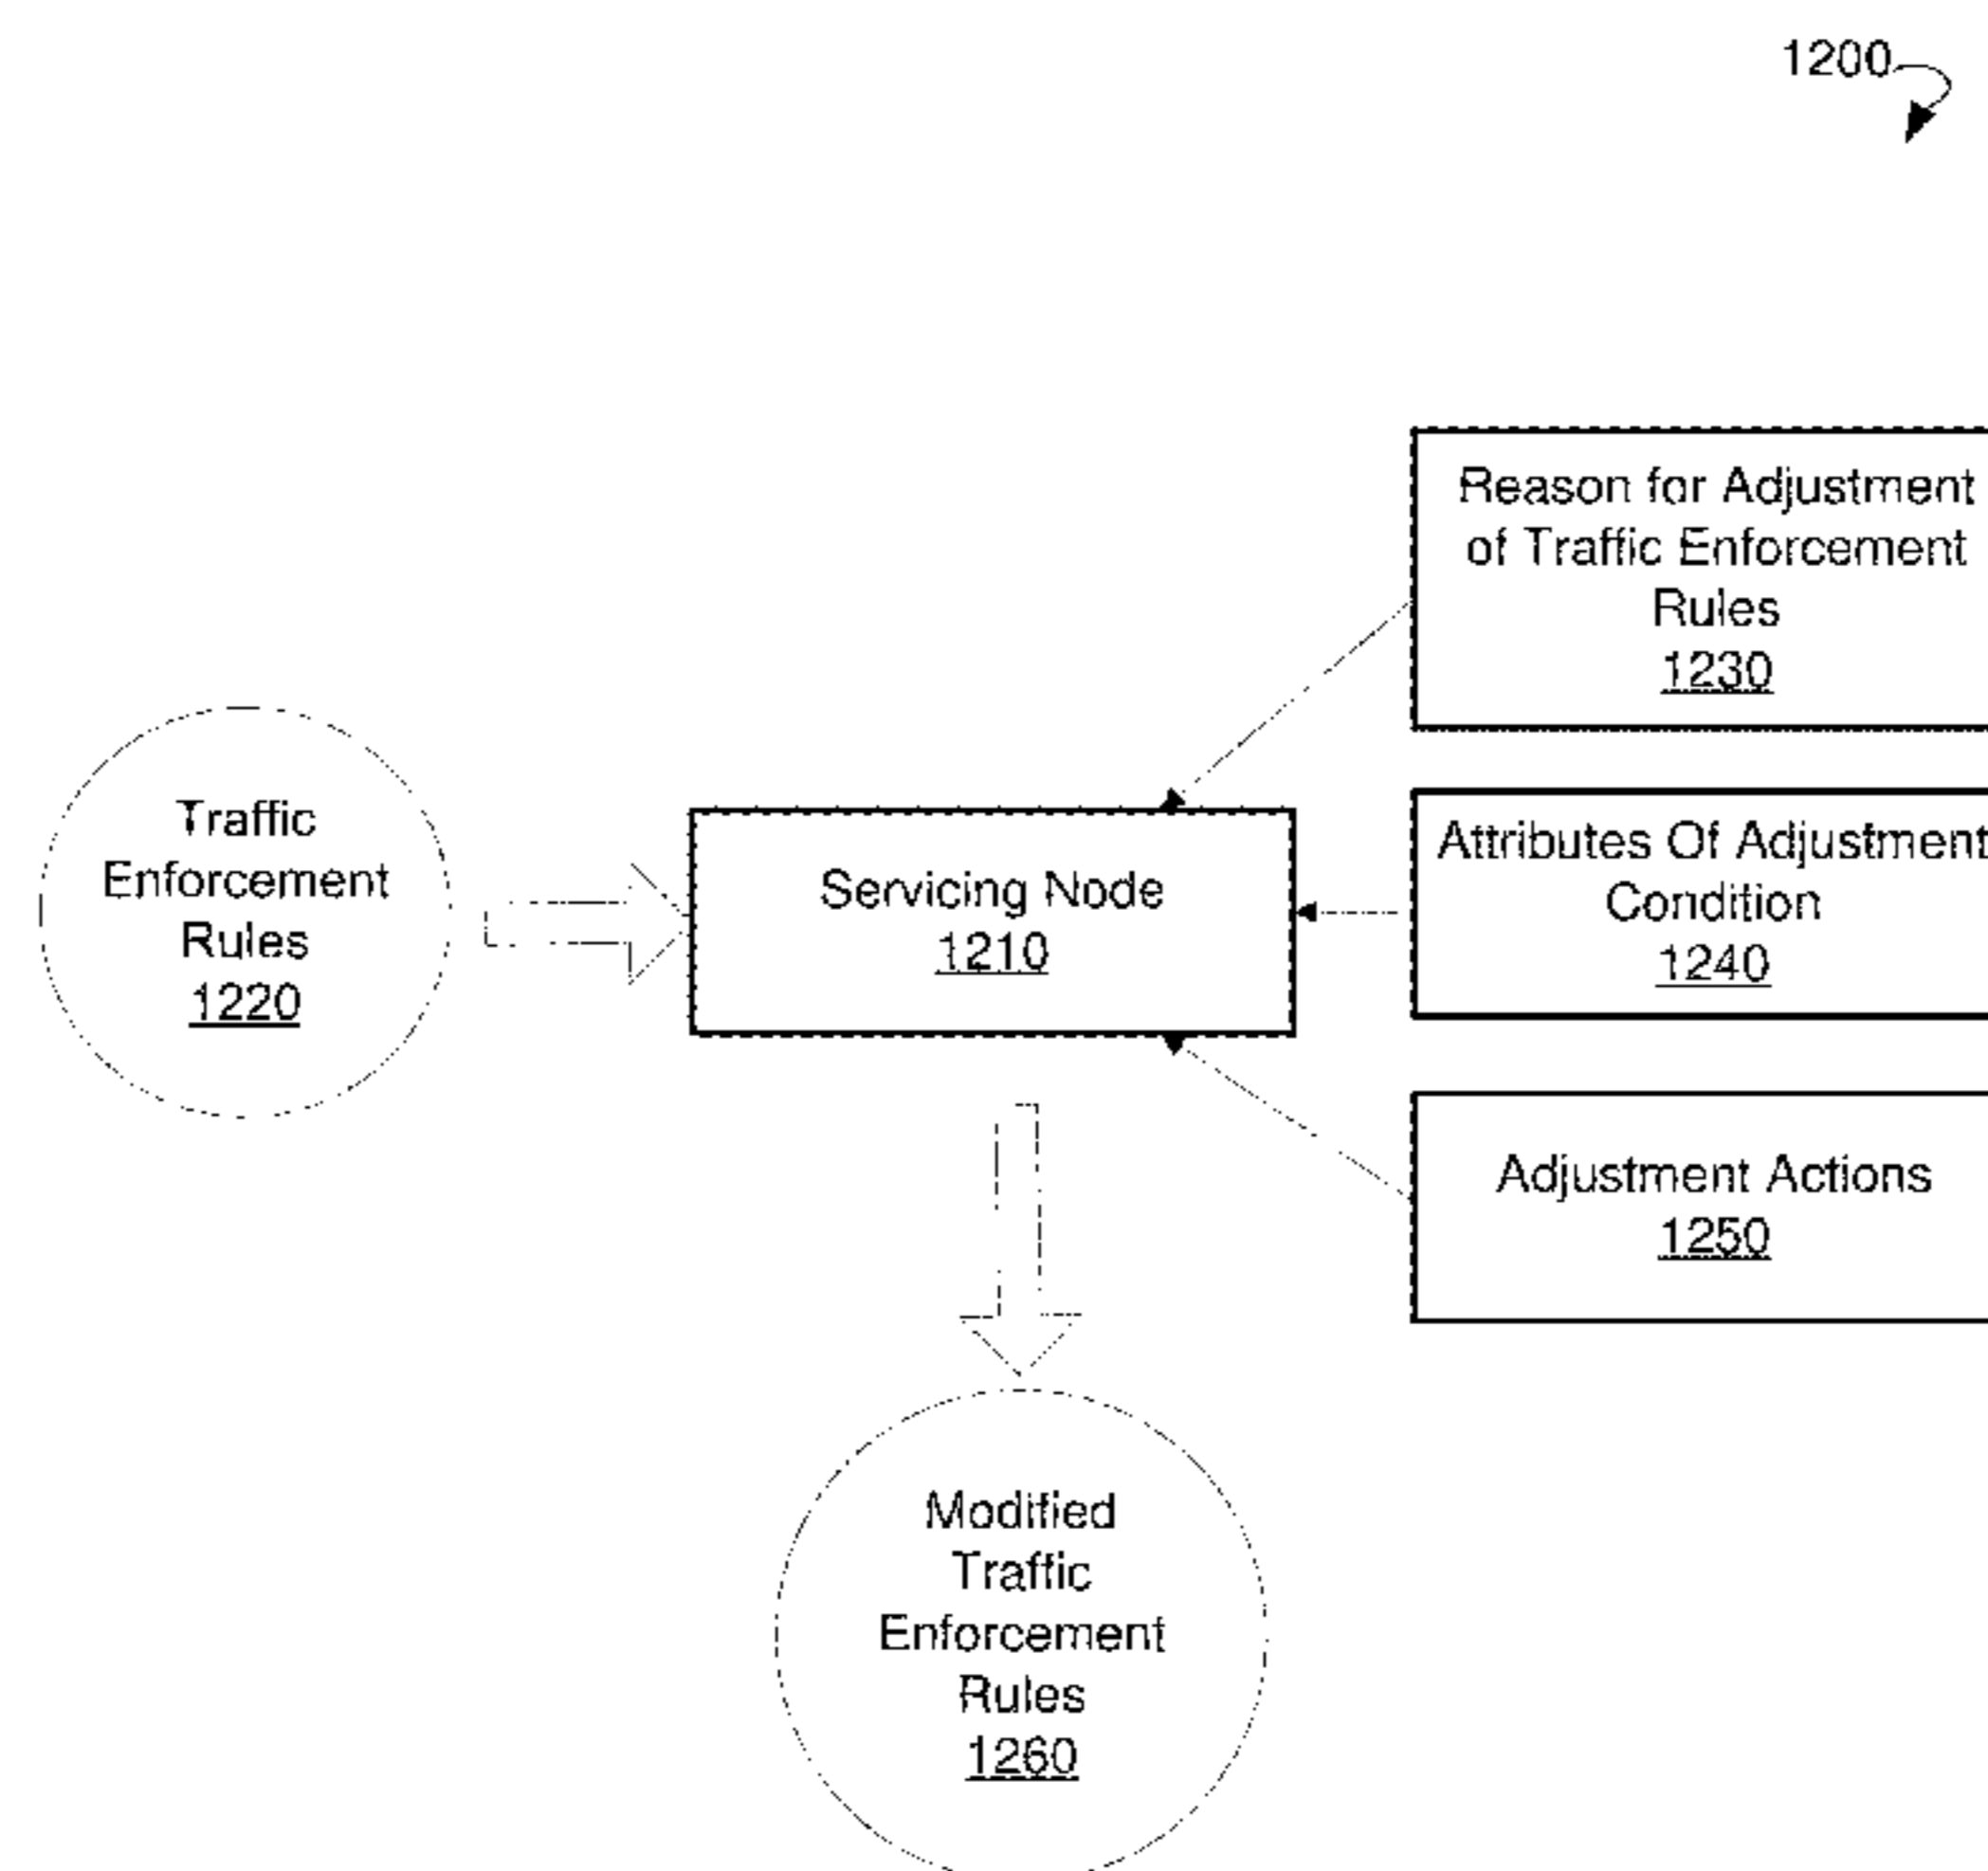 1200
Reason for Adjustment
of Traffic Enforcement
Rules
1230
Traffic
Enforcement
Rules
1220
Servicing Node
1210
Attributes Of Adjustment
Condition
1240
Adjustment Actions
1250
Modified
Traffic
Enforcement
Rules
1260